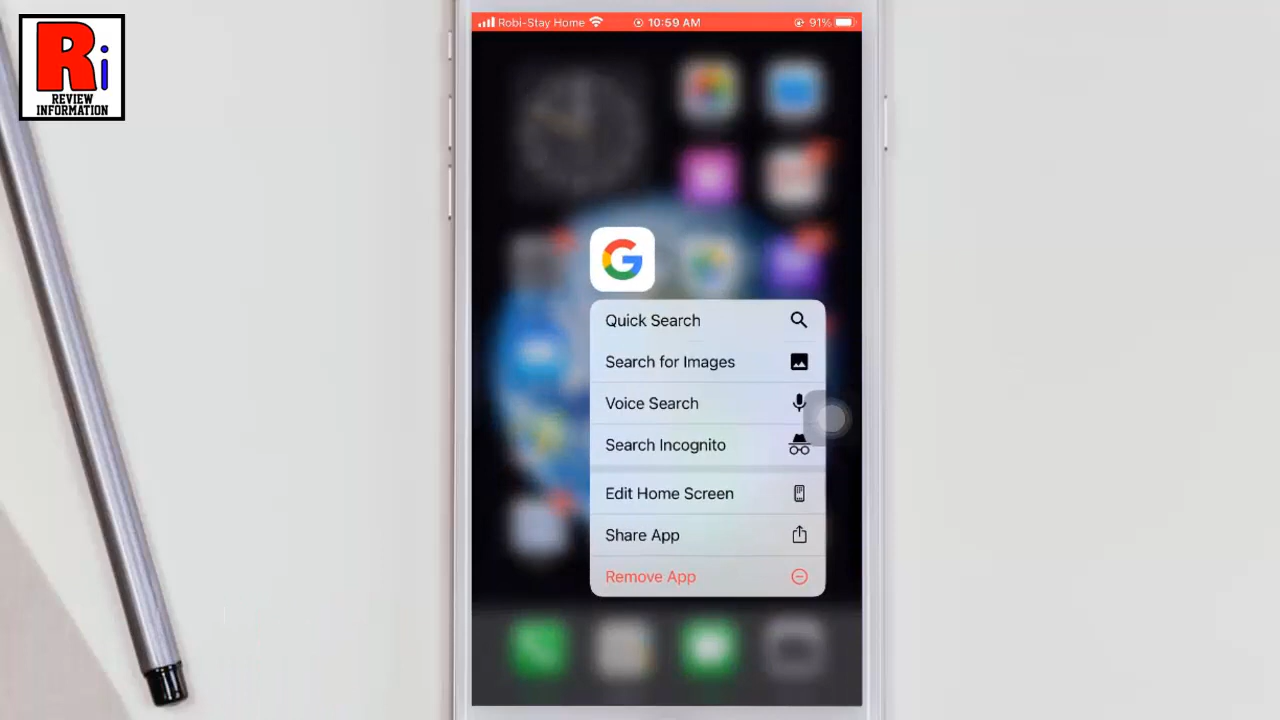 Ri
REVIEW
INFORMATION
Robi-Stay Home
10:59 AM
91%
G
Quick Search
Search for Images
Voice Search
Search Incognito
Edit Home Screen
Share App
Remove App